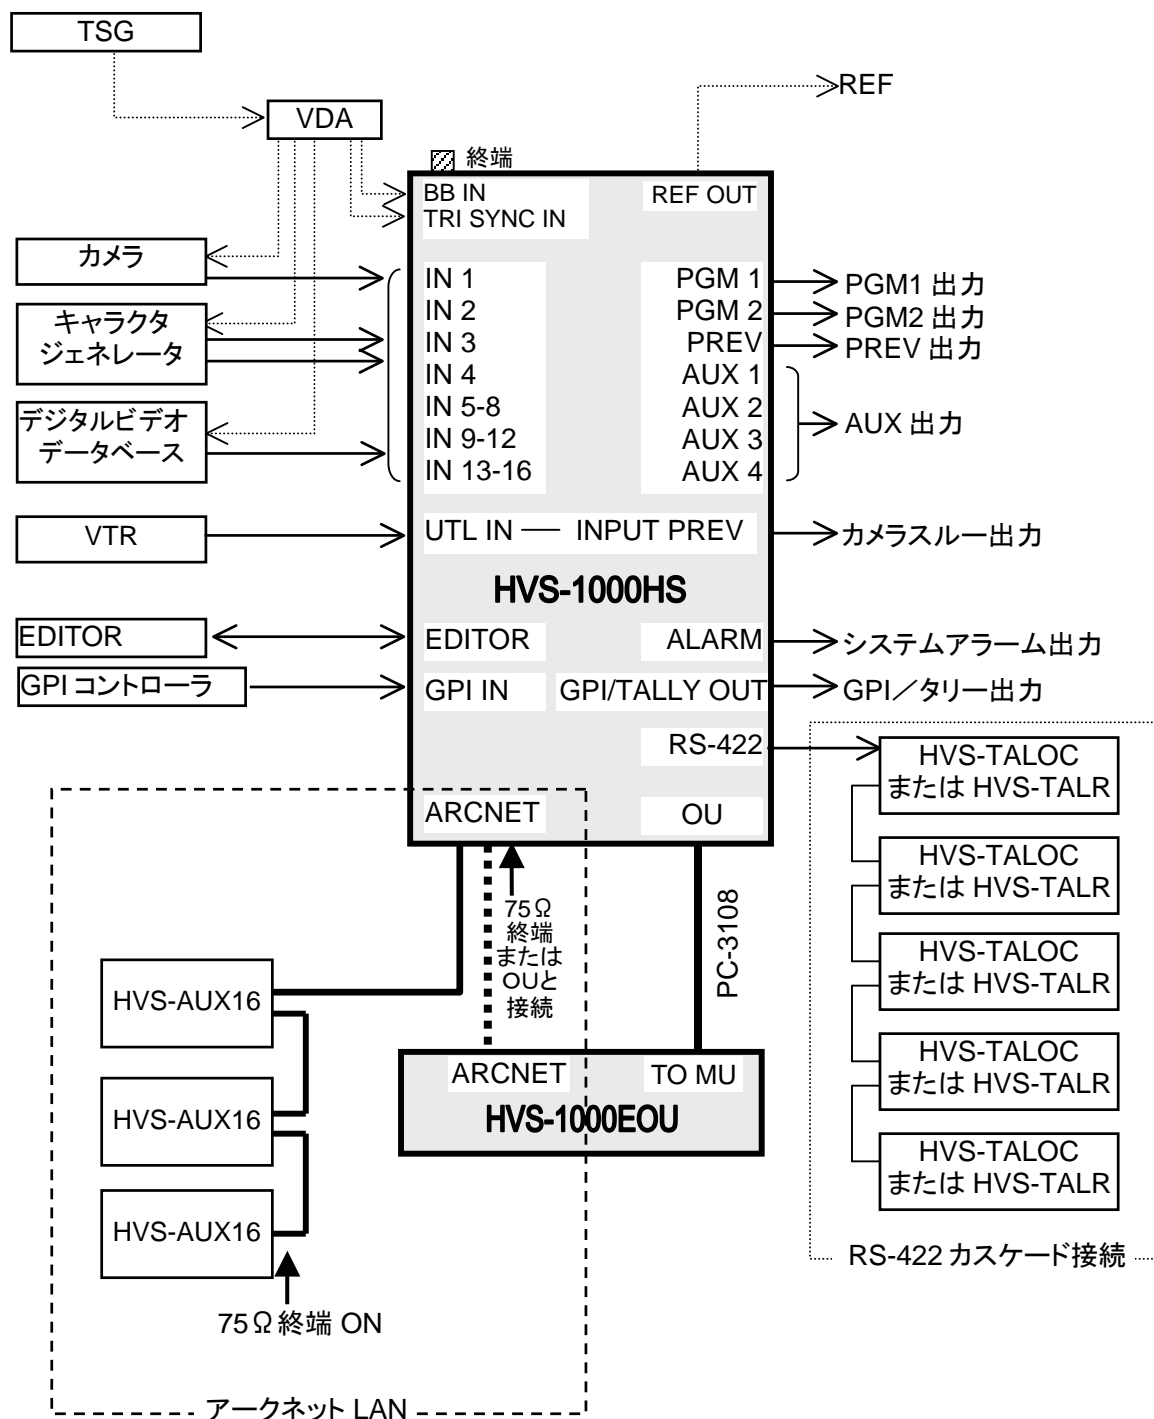 TSG
VDA
REF
終端
BB IN
TRI SYNC IN
REF OUT
カメラ
キャラクタ
ジェネレータ
デジタルビデオ
データベース
VTR
EDITOR
GPI コントローラ
IN 1
IN 2
IN 3
IN 4
IN 5-8
IN 9-12
IN 13-16
PGM 1
PGM 2
PREV
AUX 1
AUX 2
AUX 3
AUX 4
PGM1 出力
PGM2 出力
PREV 出力
AUX 出力
UTL IN — INPUT PREV
カメラスルー出力
HVS-1000HS
EDITOR
ALARM
システムアラーム出力
GPI IN
GPI/TALLY OUT
GPI／タリー出力
RS-422
ARCNET
OU
HVS-TALOC
または HVS-TALR
HVS-TALOC
または HVS-TALR
HVS-TALOC
または HVS-TALR
HVS-TALOC
または HVS-TALR
HVS-TALOC
または HVS-TALR
RS-422 カスケード接続
75Ω
終端
または
OUと
接続
PC-3108
HVS-AUX16
HVS-AUX16
HVS-AUX16
ARCNET
TO MU
HVS-1000EOU
75Ω終端 ON
アークネット LAN